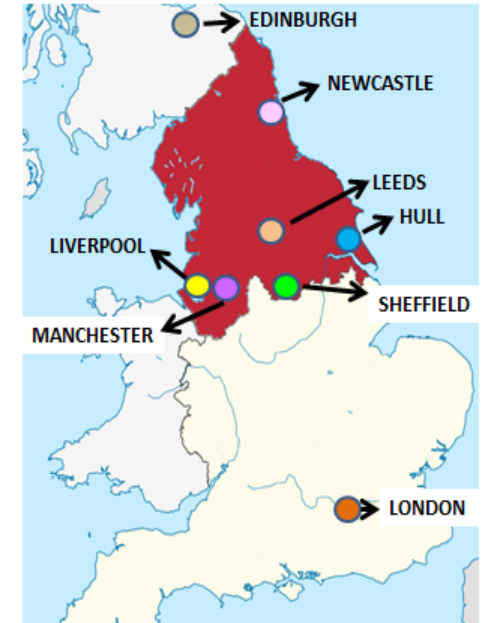 EDINBURGH
NEWCASTLE
LEEDS
HULL
LIVERPOOL
SHEFFIELD
MANCHESTER
LONDON